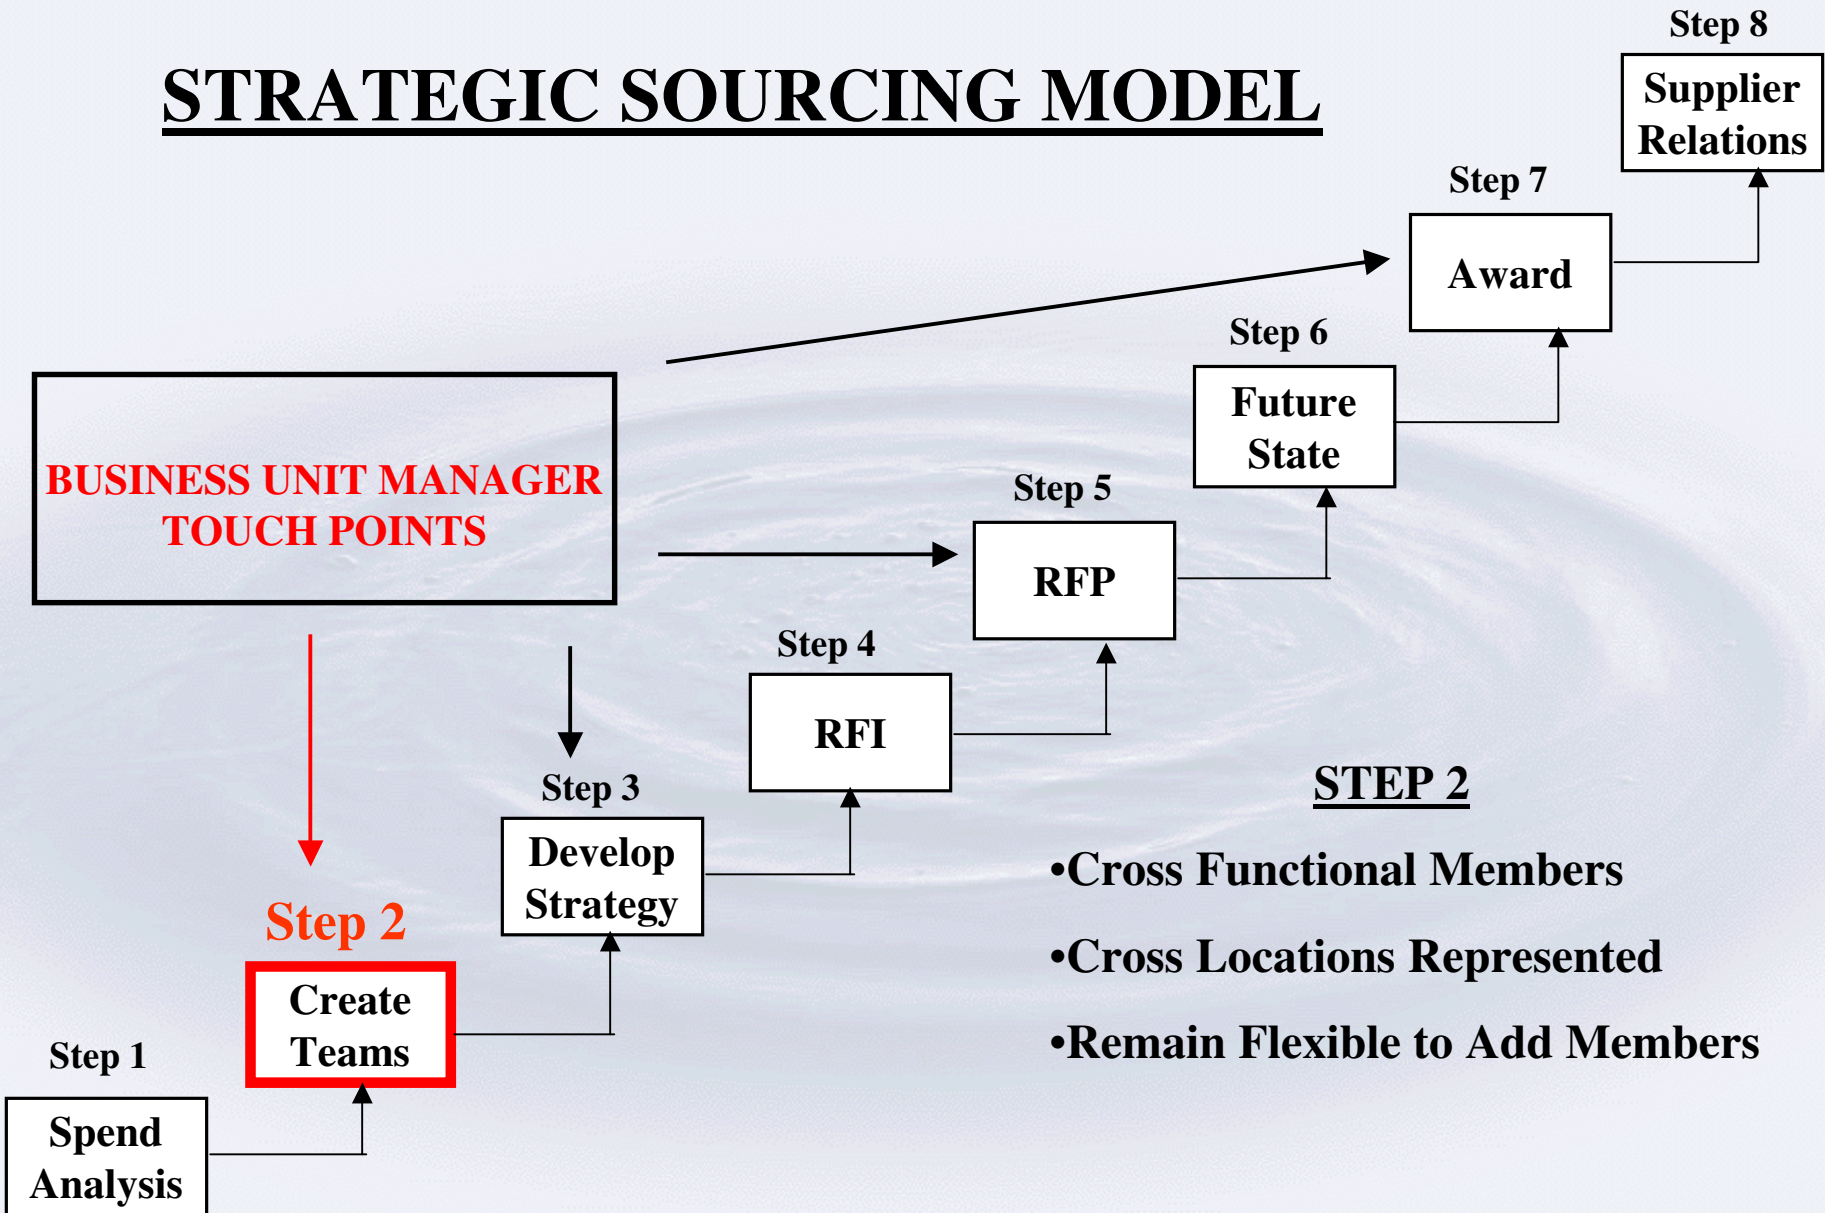 STRATEGIC SOURCING MODEL
Step 8
Supplier
Relations
Step 7
Award
Step 6
Future
State
BUSINESS UNIT MANAGER
TOUCH POINTS
Step 5
RFP
Step 4
RFI
Step 3
Develop
Strategy
Step 2
Create
Teams
Step 1
Spend
Analysis
STEP 2
•Cross Functional Members
•Cross Locations Represented
•Remain Flexible to Add Members